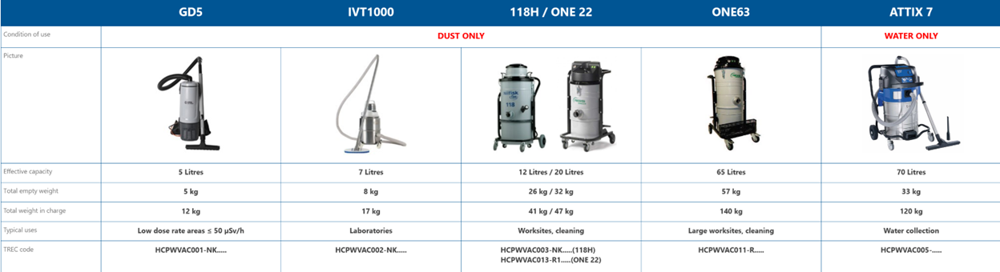 GD5 IVT1000 118H / ONE 22 ONE63 ATTIX 7
Condition of use DUST ONLY WATER ONLY
Picture
118
Effective capacity 5 Litres 7 Litres 12 Litres / 20 Litres 65 Litres 70 Litres
Total empty weight 5 kg 8 kg 26 kg / 32 kg 57 kg 33 kg
Total weight in charge 12 kg 17 kg 41 kg / 47 kg 140 kg 120 kg
Typical uses Low dose rate areas ≤ 50 µSv/h Laboratories Worksites, cleaning Large worksites, cleaning Water collection
TREC code HCPWVAC001-NK..... HCPWVAC002-NK..... HCPWVAC003-NK.....(118H) HCPWVAC011-R..... HCPWVAC005-.....
HCPWVAC013-R1.....(ONE 22)